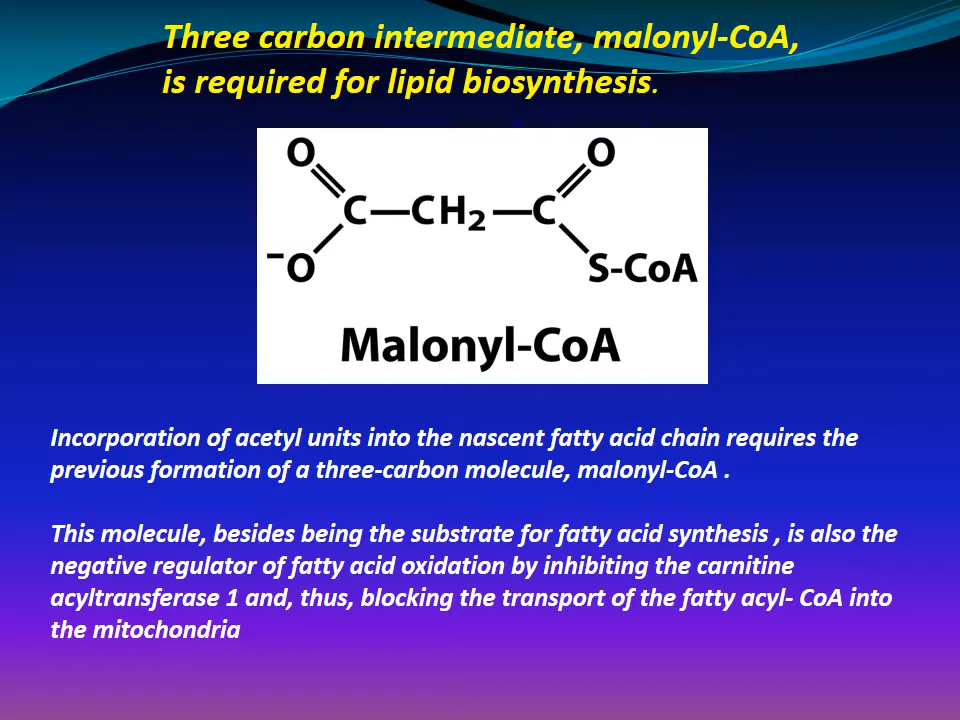 Three carbon intermediate, malonyl-CoA,
is required for lipid biosynthesis.
O O
C—CH₂—C
⁻O S-CoA
Malonyl-CoA
Incorporation of acetyl units into the nascent fatty acid chain requires the
previous formation of a three-carbon molecule, malonyl-CoA .
This molecule, besides being the substrate for fatty acid synthesis , is also the
negative regulator of fatty acid oxidation by inhibiting the carnitine
acyltransferase 1 and, thus, blocking the transport of the fatty acyl- CoA into
the mitochondria